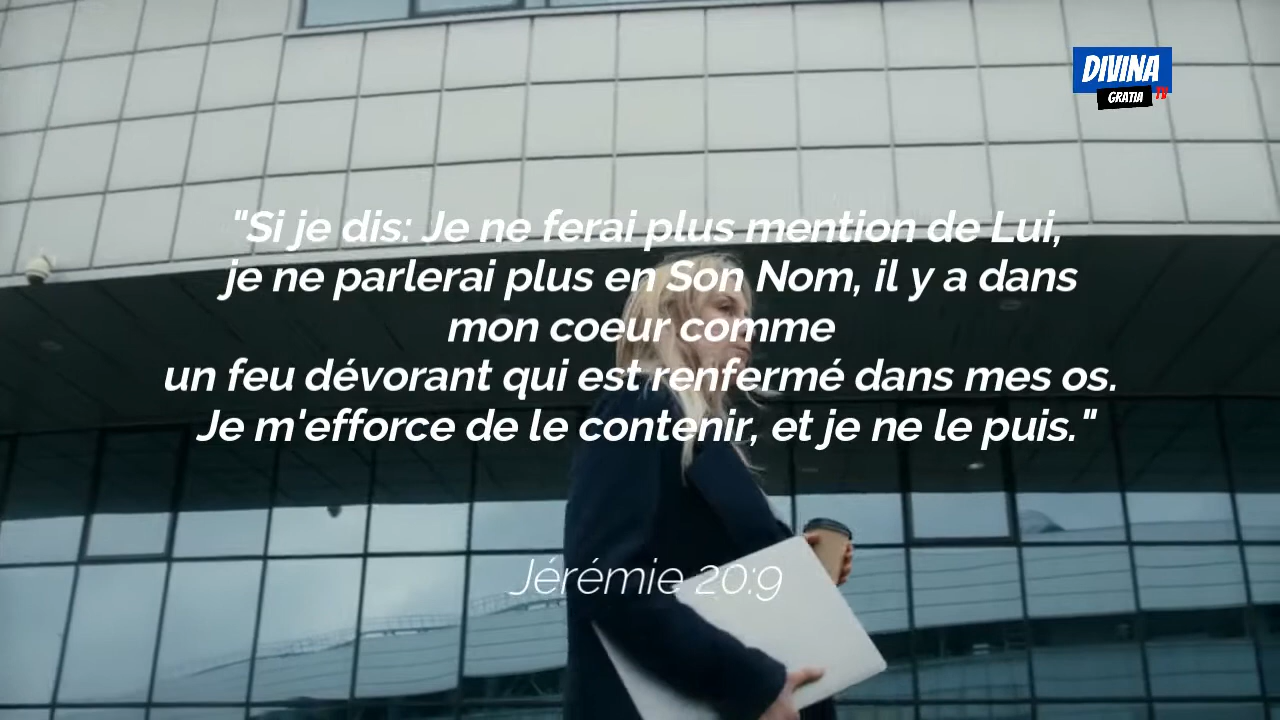 DIVINA
GRATIA TV
"Si je dis: Je ne ferai plus mention de Lui,
je ne parlerai plus en Son Nom, il y a dans
mon coeur comme
un feu dévorant qui est renfermé dans mes os.
Je m'efforce de le contenir, et je ne le puis."
Jérémie 20:9